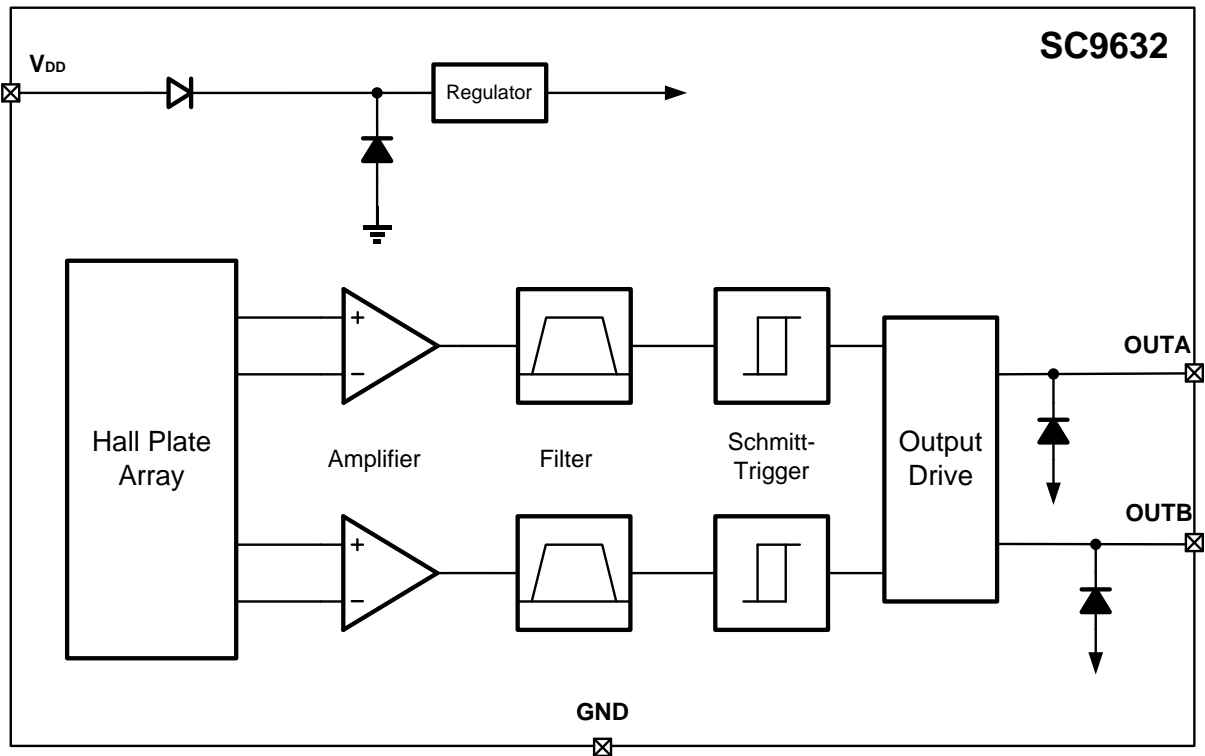 SC9632
VDD
Regulator
+
−
OUTA
Hall Plate
Array
Amplifier
Filter
Schmitt-
Trigger
Output
Drive
OUTB
+
−
GND